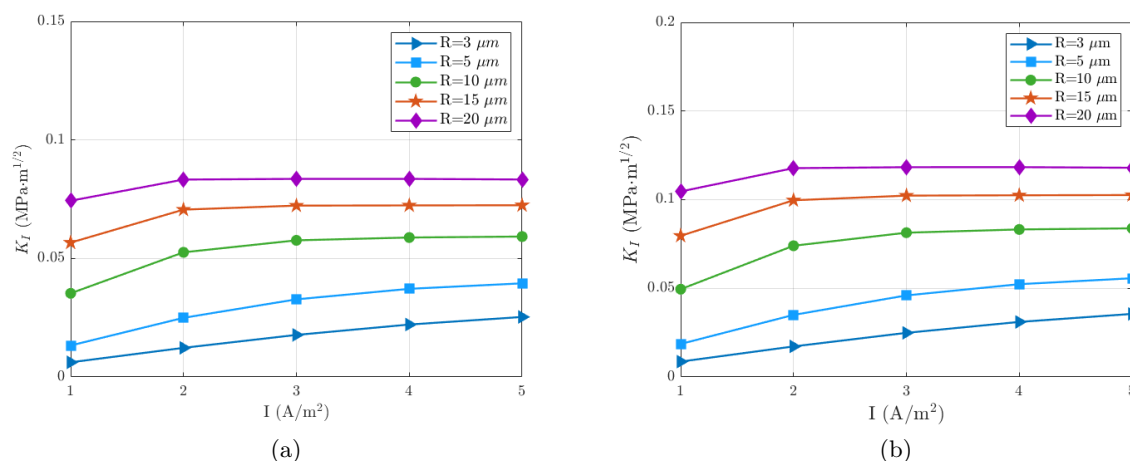 0.15
0.1
0.05
0
K_I (MPa·m^{1/2})
R=3 μm
R=5 μm
R=10 μm
R=15 μm
R=20 μm
1 2 3 4 5
I (A/m²)
(a)
0.2
0.15
0.1
0.05
0
K_I (MPa·m^{1/2})
R=3 μm
R=5 μm
R=10 μm
R=15 μm
R=20 μm
1 2 3 4 5
I (A/m²)
(b)